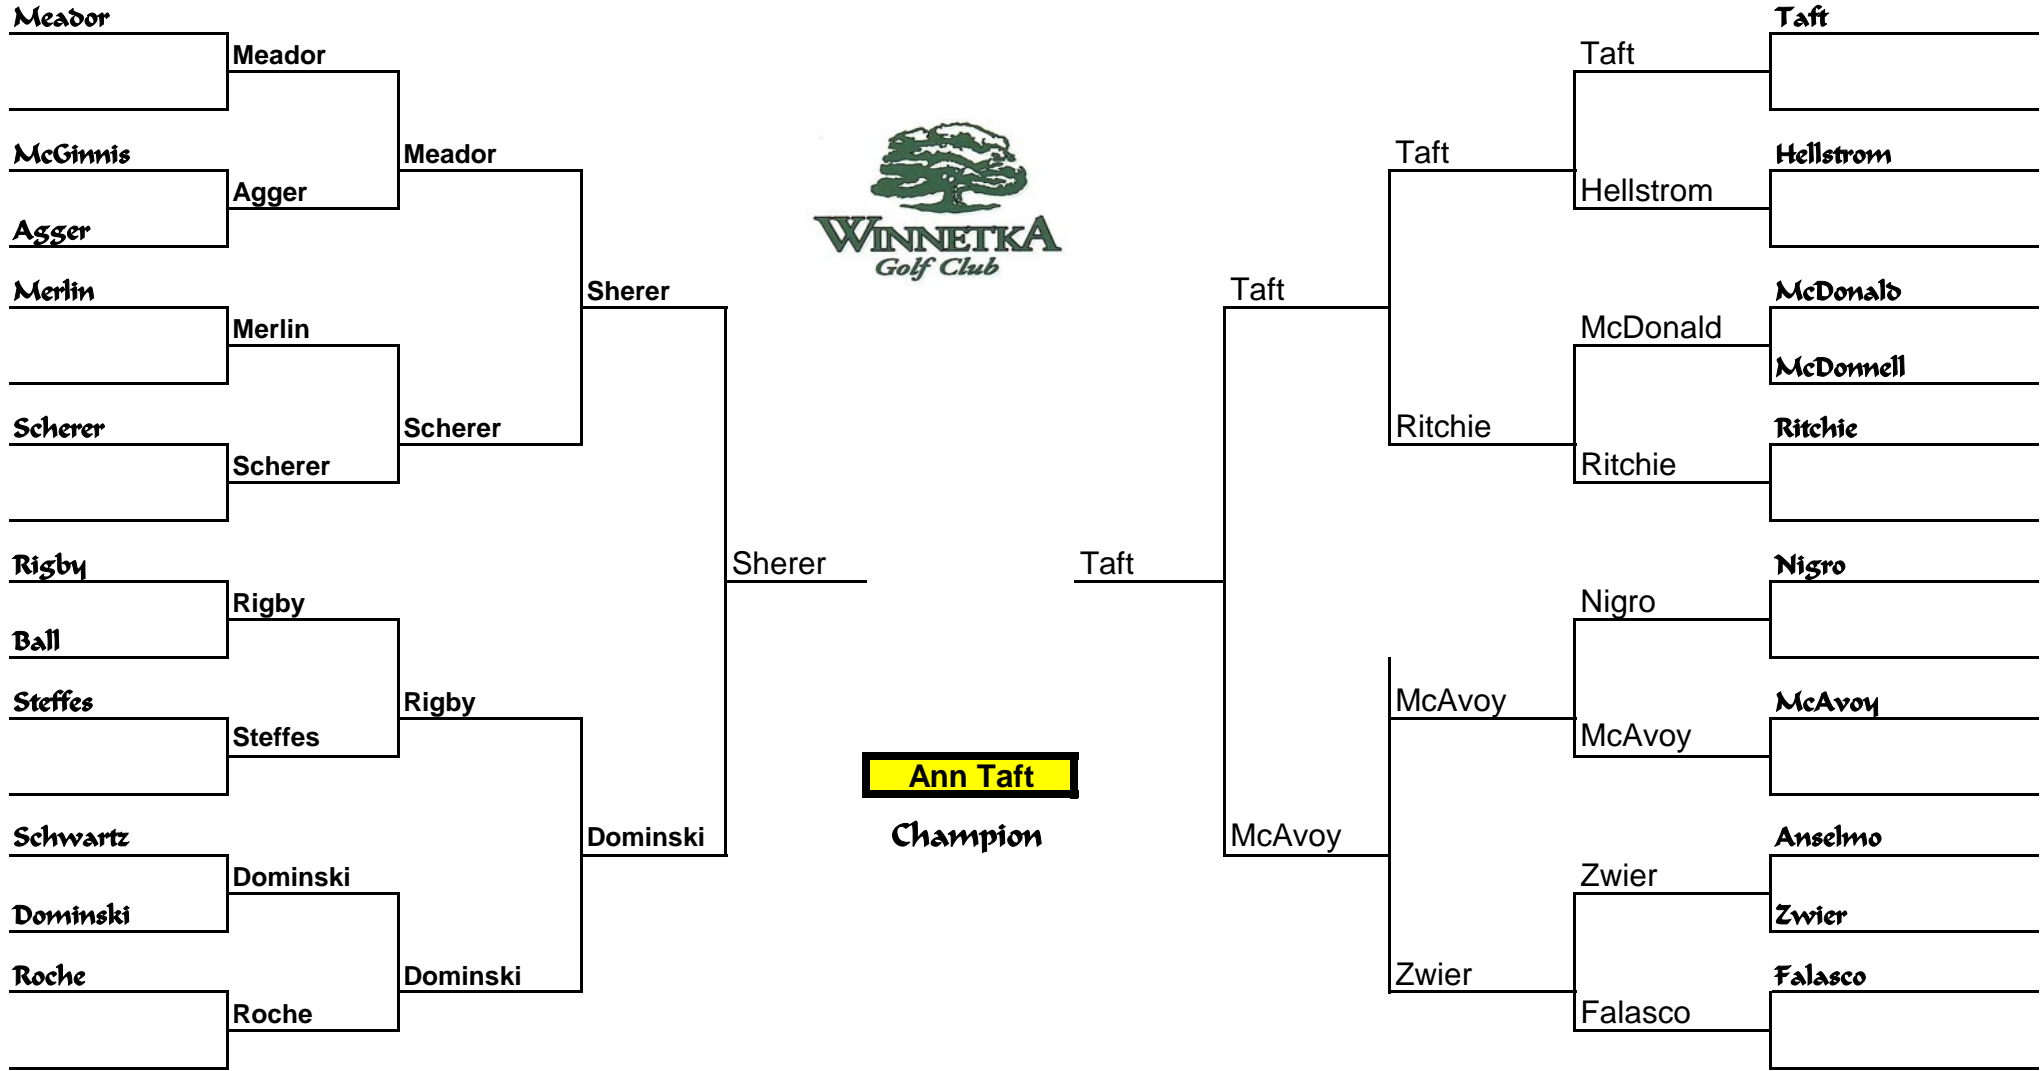 Meador
Meador
McGinnis
Meador
Agger
Agger
Merlin
Sherer
Merlin
Scherer
Scherer
Scherer
Rigby
Sherer
Rigby
Ball
Steffes
Rigby
Steffes
Schwartz
Dominski
Dominski
Dominski
Roche
Dominski
Roche
WINNETKA
Golf Club
Ann Taft
Champion
Taft
Taft
Taft
Hellstrom
Hellstrom
Taft
McDonald
McDonald
McDonnell
Ritchie
Ritchie
Ritchie
Taft
Nigro
Nigro
McAvoy
McAvoy
McAvoy
McAvoy
Anselmo
Zwier
Zwier
Zwier
Falasco
Falasco